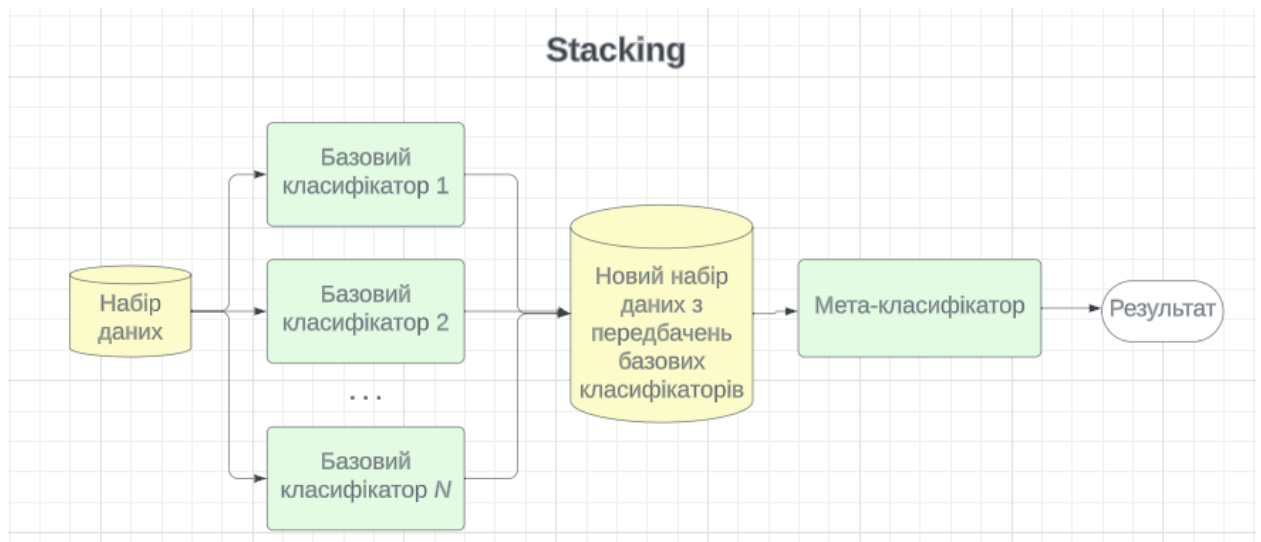 Stacking
Базовий
класифікатор 1
Набір
даних
Базовий
класифікатор 2
...
Базовий
класифікатор N
Новий набір
даних з
передбачень
базових
класифікаторів
Мета-класифікатор
Результат